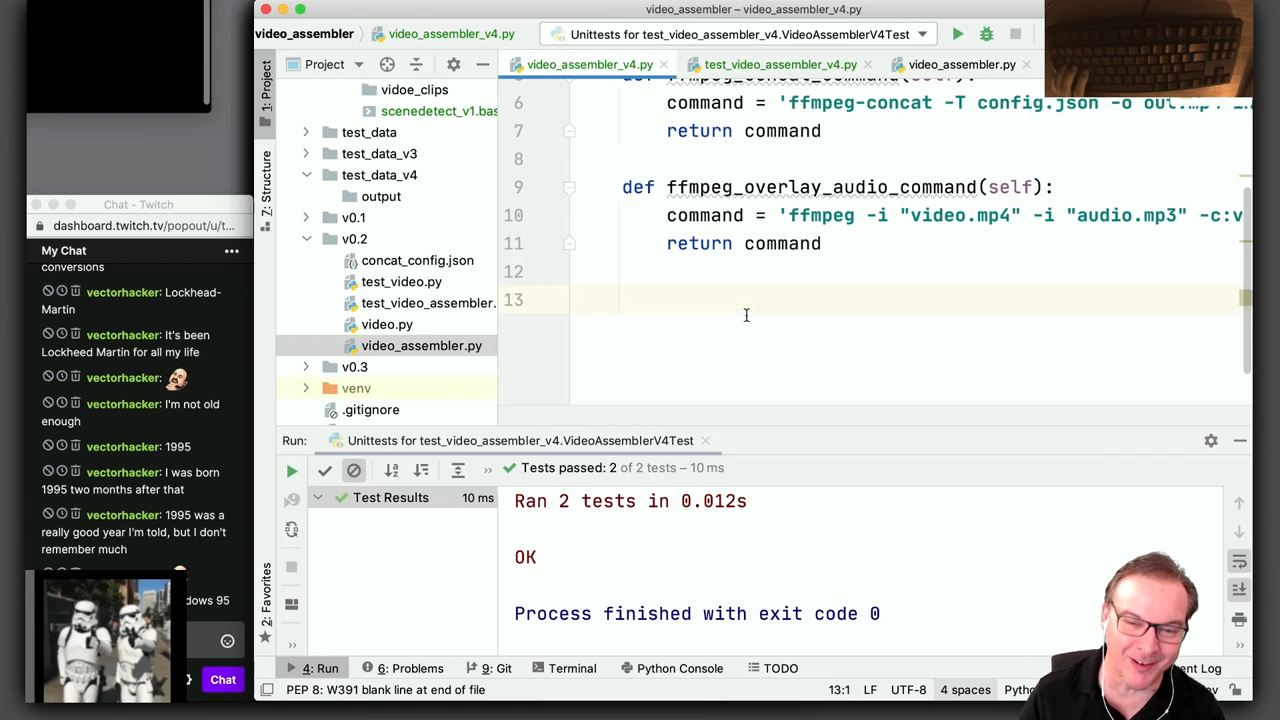 video_assembler – video_assembler_v4.py
video_assembler
video_assembler_v4.py
Unittests for test_video_assembler_v4.VideoAssemblerV4Test
Project
video_assembler_v4.py
test_video_assembler_v4.py
video_assembler.py
1: Project
7: Structure
2: Favorites
vidoe_clips
scenedetect_v1.bas
test_data
test_data_v3
test_data_v4
output
v0.1
v0.2
concat_config.json
test_video.py
test_video_assembler.
video.py
video_assembler.py
v0.3
venv
.gitignore
6 command = 'ffmpeg-concat -T config.json -o out.mp4
7 return command
8
9 def ffmpeg_overlay_audio_command(self):
10 command = 'ffmpeg -i "video.mp4" -i "audio.mp3" -c:v
11 return command
12
13
Run: Unittests for test_video_assembler_v4.VideoAssemblerV4Test
Tests passed: 2 of 2 tests – 10 ms
Test Results 10 ms
Ran 2 tests in 0.012s
OK
Process finished with exit code 0
4: Run
6: Problems
9: Git
Terminal
Python Console
TODO
PEP 8: W391 blank line at end of file
13:1 LF UTF-8 4 spaces
Chat - Twitch
dashboard.twitch.tv/popout/u/t...
My Chat
conversions
vectorhacker: Lockhead-
Martin
vectorhacker: It's been
Lockheed Martin for all my life
vectorhacker:
vectorhacker: I'm not old
enough
vectorhacker: 1995
vectorhacker: I was born
1995 two months after that
vectorhacker: 1995 was a
really good year I'm told, but I don't
remember much
dows 95
Chat